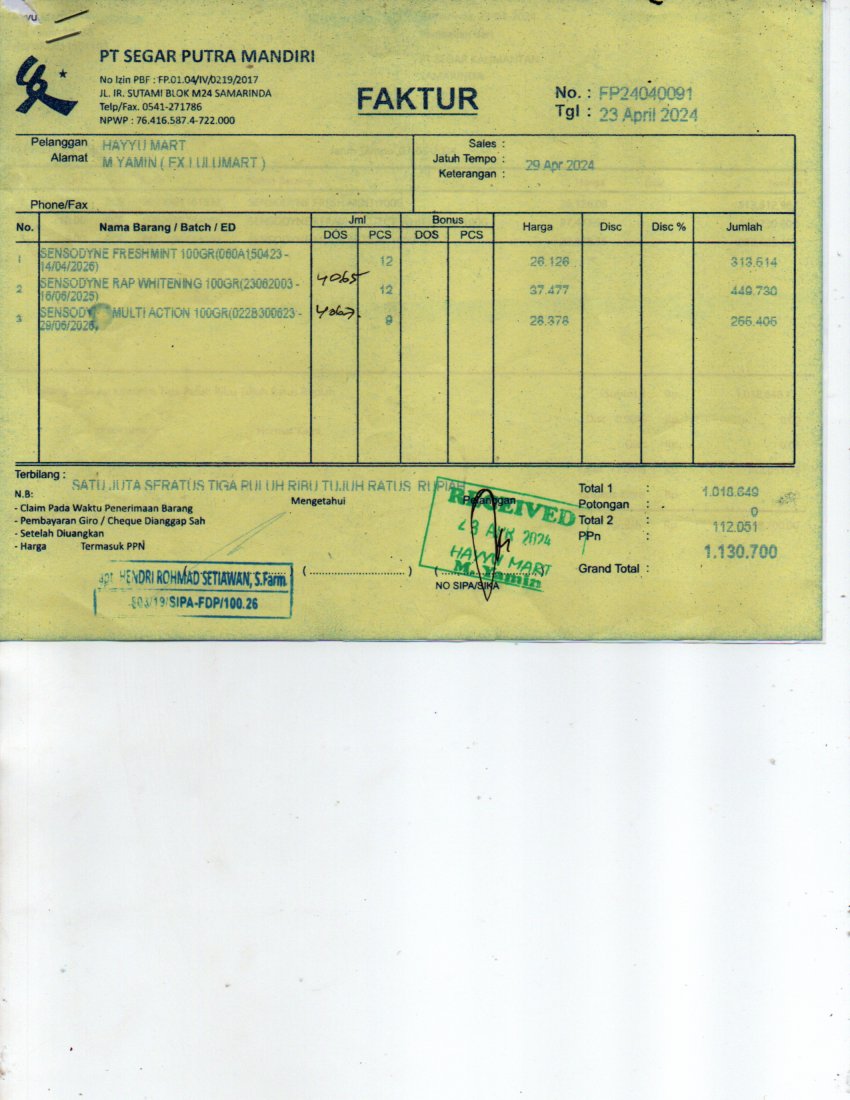 PT SEGAR PUTRA MANDIRI
No Izin PBF : FP.01.04/IV/0219/2017
JL. IR. SUTAMI BLOK M24 SAMARINDA
Telp/Fax. 0541-271786
NPWP : 76.416.587.4-722.000
FAKTUR
No. : FP24040091
Tgl : 23 April 2024
Pelanggan HAYYU MART
Alamat M YAMIN ( EX LULUMART )
Phone/Fax
Sales :
Jatuh Tempo : 29 Apr 2024
Keterangan :
No. Nama Barang / Batch / ED Jml Bonus Harga Disc Disc % Jumlah
DOS PCS DOS PCS
1 SENSODYNE FRESHMINT 100GR(060A150423 - 12 26.126 313.514
14/04/2026)
2 SENSODYNE RAP WHITENING 100GR(23062003 - 4065 12 37.477 449.730
16/06/2025)
3 SENSODY MULTI ACTION 100GR(0228300623 - 4067. 9 28.378 255.405
29/06/2026)
Terbilang :
SATU JUTA SERATUS TIGA PULUH RIBU TUJUH RATUS RUPIAH
N.B:
- Claim Pada Waktu Penerimaan Barang
- Pembayaran Giro / Cheque Dianggap Sah
- Setelah Diuangkan
- Harga Termasuk PPN
Mengetahui
Pelanggan
RECEIVED
23 APR 2024
HAYYU MART
M. Yamin
NO SIPA/SIKA
apt. HENDRI ROHMAD SETIAWAN, S.Farm.
503/19/SIPA-FDP/100.26
Total 1 : 1.018.649
Potongan : 0
Total 2 :
PPn : 112.051
Grand Total : 1.130.700